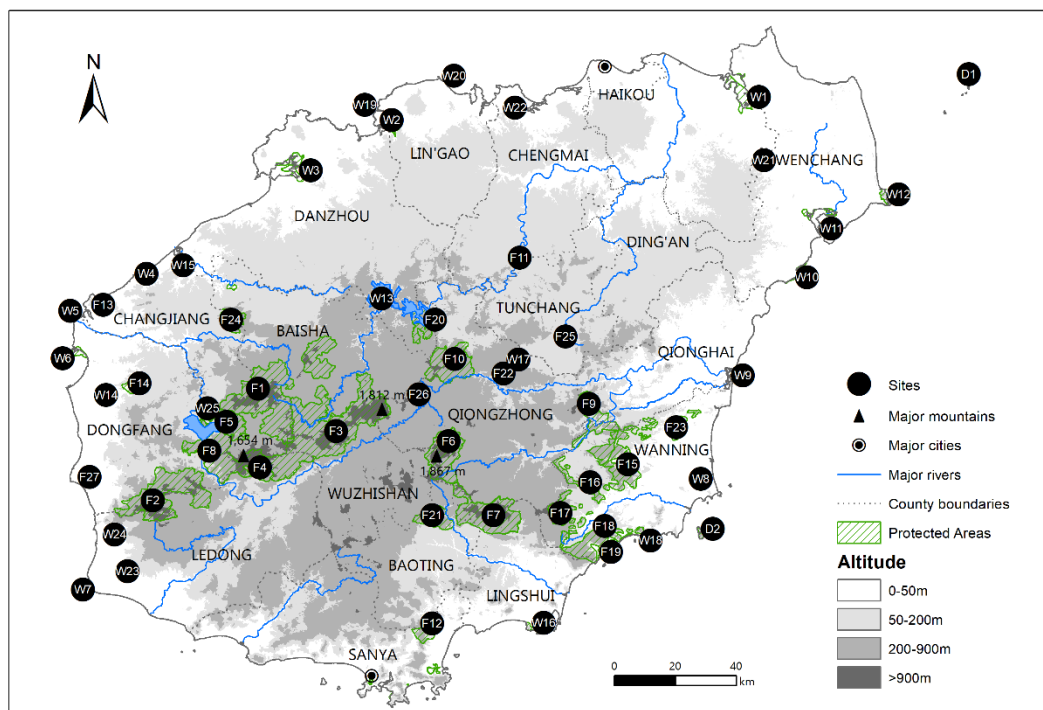 N
W20
D1
HAIKOU
W19
W22
W1
W2
LIN'GAO
CHENGMAI
W21
WENCHANG
W3
W12
DANZHOU
W11
DING'AN
F11
W15
W4
W10
W13
F13
W5
TUNCHANG
CHANGJIANG
F24
F20
BAISHA
F25
W6
QIONGHAI
F10
W17
F22
W9
F14
F1
W14
F26
1,812 m
W25
F9
QIONGZHONG
F5
DONGFANG
F3
F23
1,654 m
F6
F8
WANNING
F4
1,867 m
F15
F27
F16
W8
WUZHISHAN
F2
F21
F7
F17
F18
D2
W24
W18
LEDONG
F19
W23
BAOTING
W7
LINGSHUI
F12
W16
SANYA
Sites
Major mountains
Major cities
Major rivers
County boundaries
Protected Areas
Altitude
0-50m
50-200m
200-900m
>900m
0 20 40
km